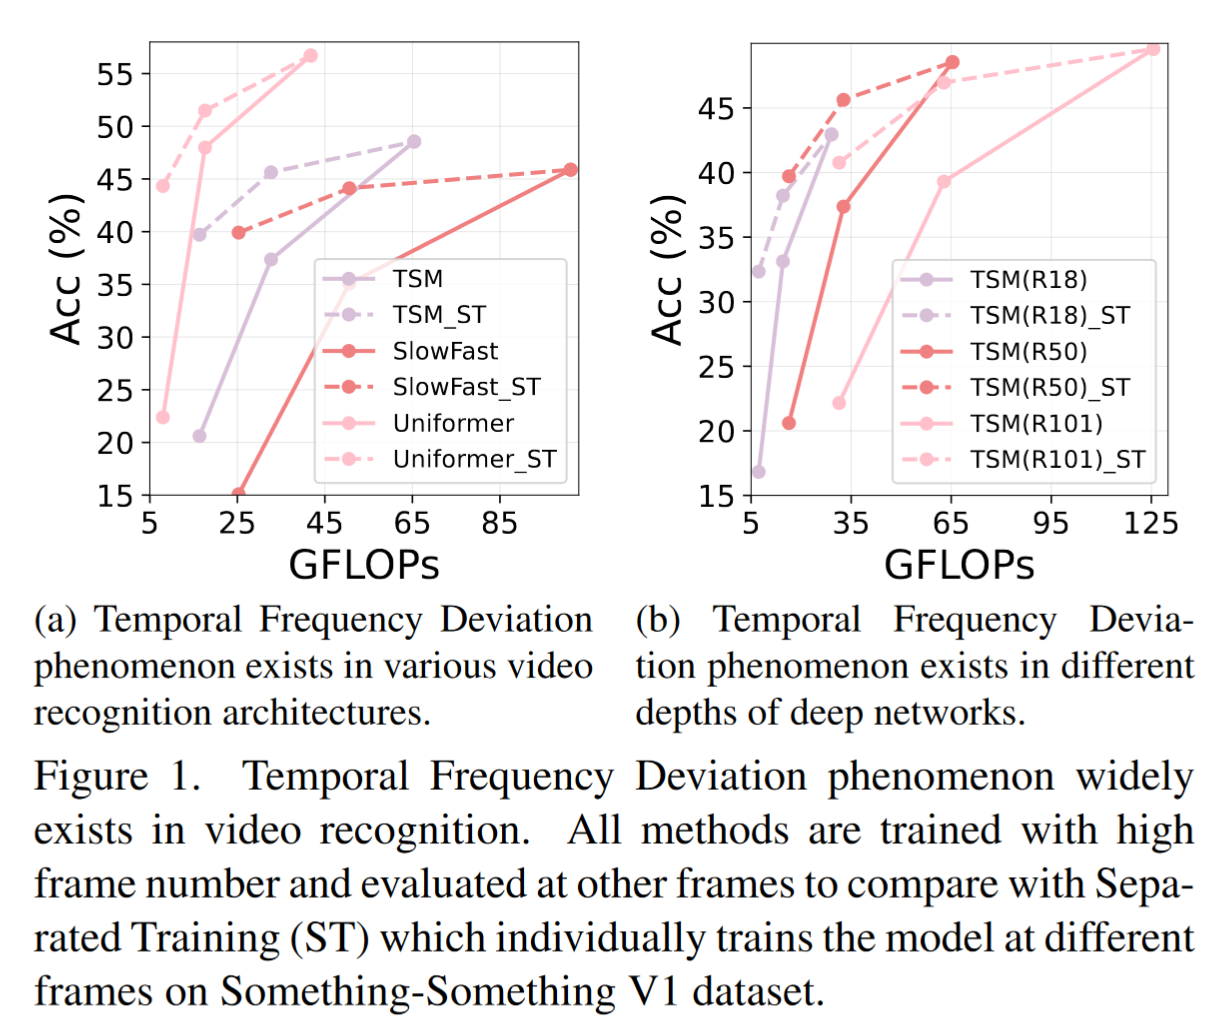 55
50
45
40
35
30
25
20
15
Acc (%)
5 25 45 65 85
GFLOPs
TSM
TSM_ST
SlowFast
SlowFast_ST
Uniformer
Uniformer_ST
45
40
35
30
25
20
15
Acc (%)
5 35 65 95 125
GFLOPs
TSM(R18)
TSM(R18)_ST
TSM(R50)
TSM(R50)_ST
TSM(R101)
TSM(R101)_ST
(a) Temporal Frequency Deviation
phenomenon exists in various video
recognition architectures.
(b) Temporal Frequency Devia-
tion phenomenon exists in different
depths of deep networks.
Figure 1. Temporal Frequency Deviation phenomenon widely
exists in video recognition. All methods are trained with high
frame number and evaluated at other frames to compare with Sepa-
rated Training (ST) which individually trains the model at different
frames on Something-Something V1 dataset.